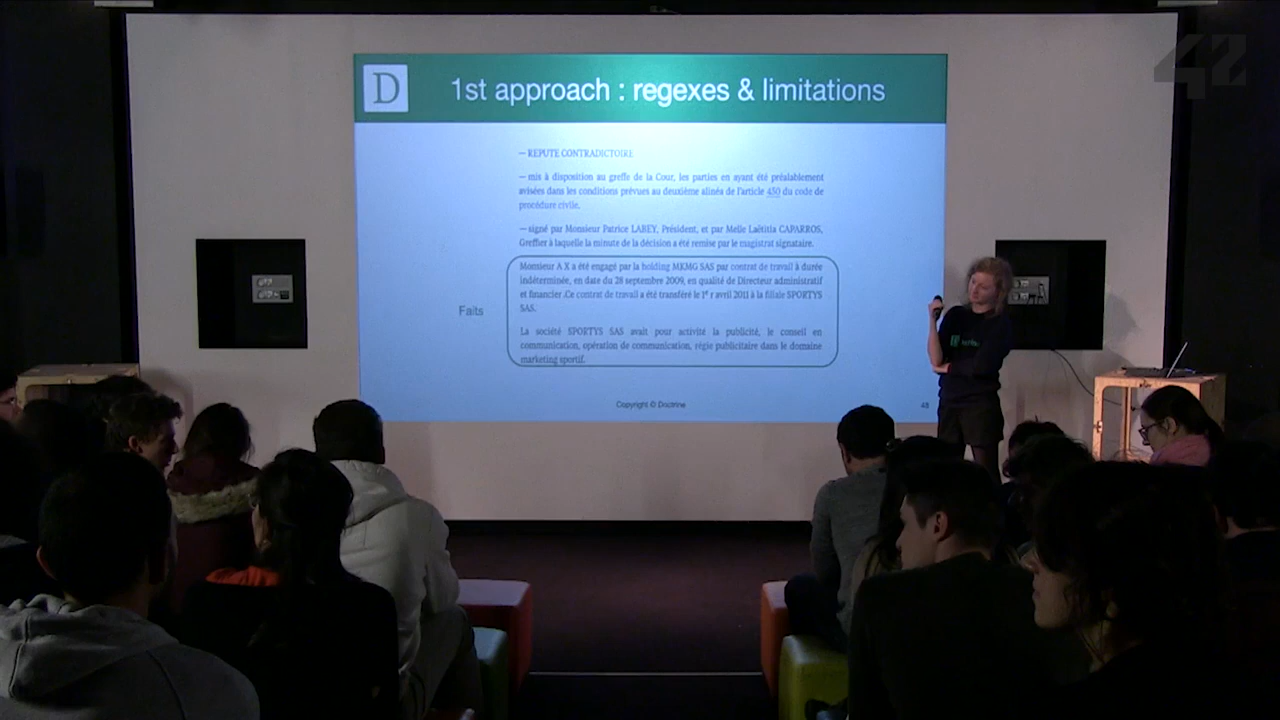 42
D
1st approach : regexes & limitations
— REPUTE CONTRADICTOIRE
— mis à disposition au greffe de la Cour, les parties en ayant été préalablement
avisées dans les conditions prévues au deuxième alinéa de l'article 450 du code de
procédure civile.
— signé par Monsieur Patrice LABEY, Président, et par Melle Laëtitia CAPARROS,
Greffier à laquelle la minute de la décision a été remise par le magistrat signataire.
Faits
Monsieur A X a été engagé par la holding MKMG SAS par contrat de travail à durée
indéterminée, en date du 28 septembre 2009, en qualité de Directeur administratif
et financier .Ce contrat de travail a été transféré le 1er r avril 2011 à la filiale SPORTYS
SAS.
La société SPORTYS SAS avait pour activité la publicité, le conseil en
communication, opération de communication, régie publicitaire dans le domaine
marketing sportif.
Copyright © Doctrine
48